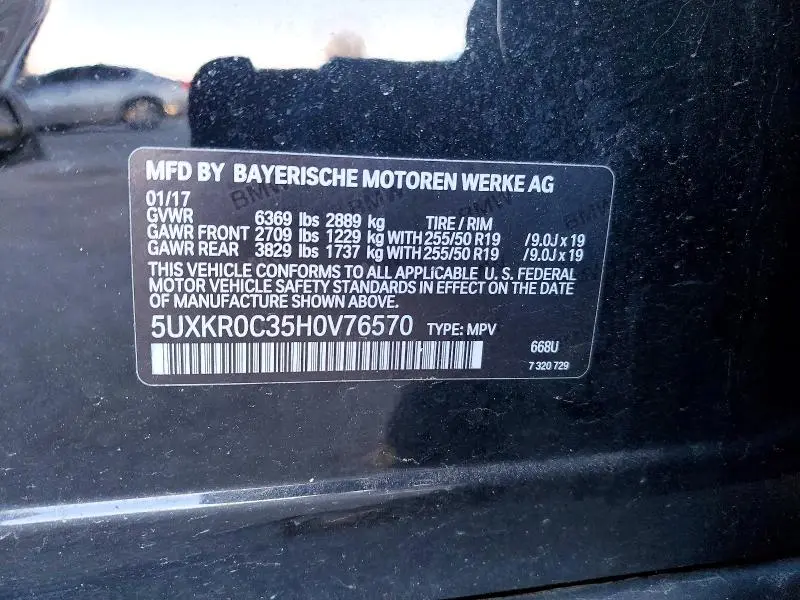 MFD BY BAYERISCHE MOTOREN WERKE AG
01/17
GVWR 6369 lbs 2889 kg TIRE / RIM
GAWR FRONT 2709 lbs 1229 kg WITH 255/50 R19 /9.0J x 19
GAWR REAR 3829 lbs 1737 kg WITH 255/50 R19 /9.0J x 19
THIS VEHICLE CONFORMS TO ALL APPLICABLE U.S. FEDERAL
MOTOR VEHICLE SAFETY STANDARDS IN EFFECT ON THE DATE
OF MANUFACTURE SHOWN ABOVE.
5UXKR0C35H0V76570 TYPE: MPV
668U
7 320 729